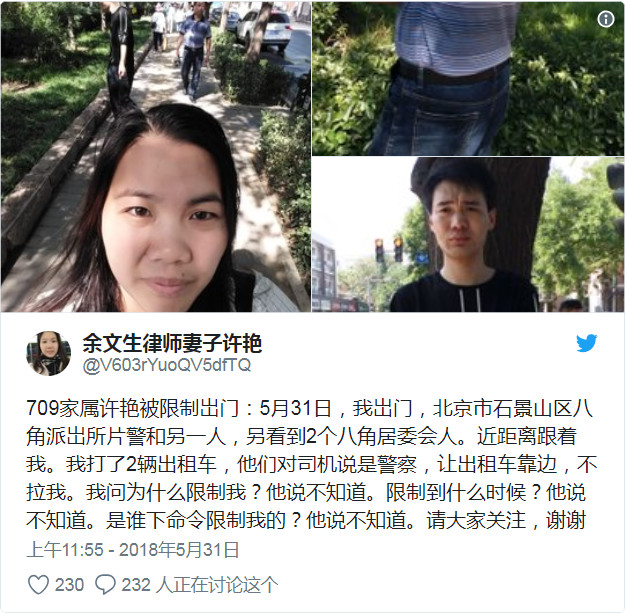 余文生律师妻子许艳
@V603rYuoQV5dfTQ
709家属许艳被限制出门：5月31日，我出门，北京市石景山区八
角派出所片警和另一人，另看到2个八角居委会人。近距离跟着
我。我打了2辆出租车，他们对司机说是警察，让出租车靠边，不
拉我。我问为什么限制我？他说不知道。限制到什么时候？他说
不知道。是谁下命令限制我的？他说不知道。请大家关注，谢谢
上午11:55 - 2018年5月31日
230 232 人正在讨论这个